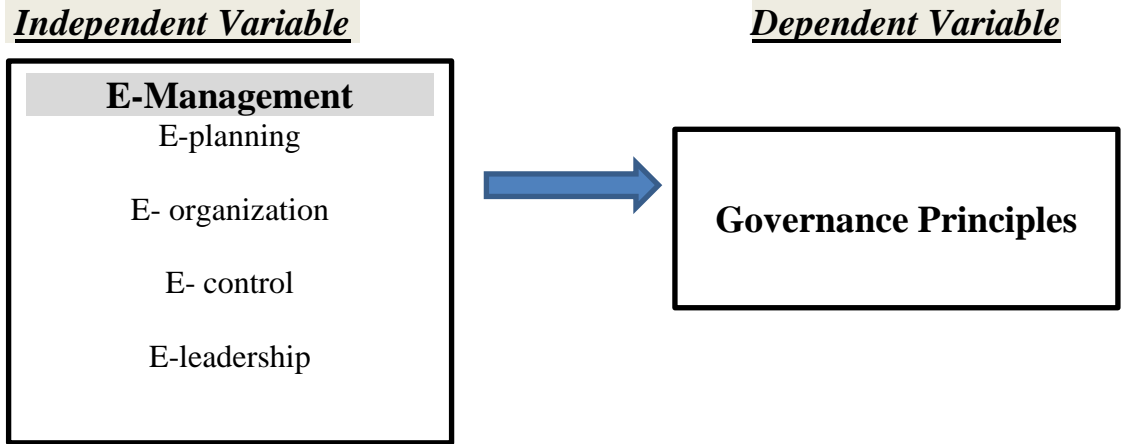 Independent Variable
Dependent Variable
E-Management
E-planning
E- organization
E- control
E-leadership
Governance Principles